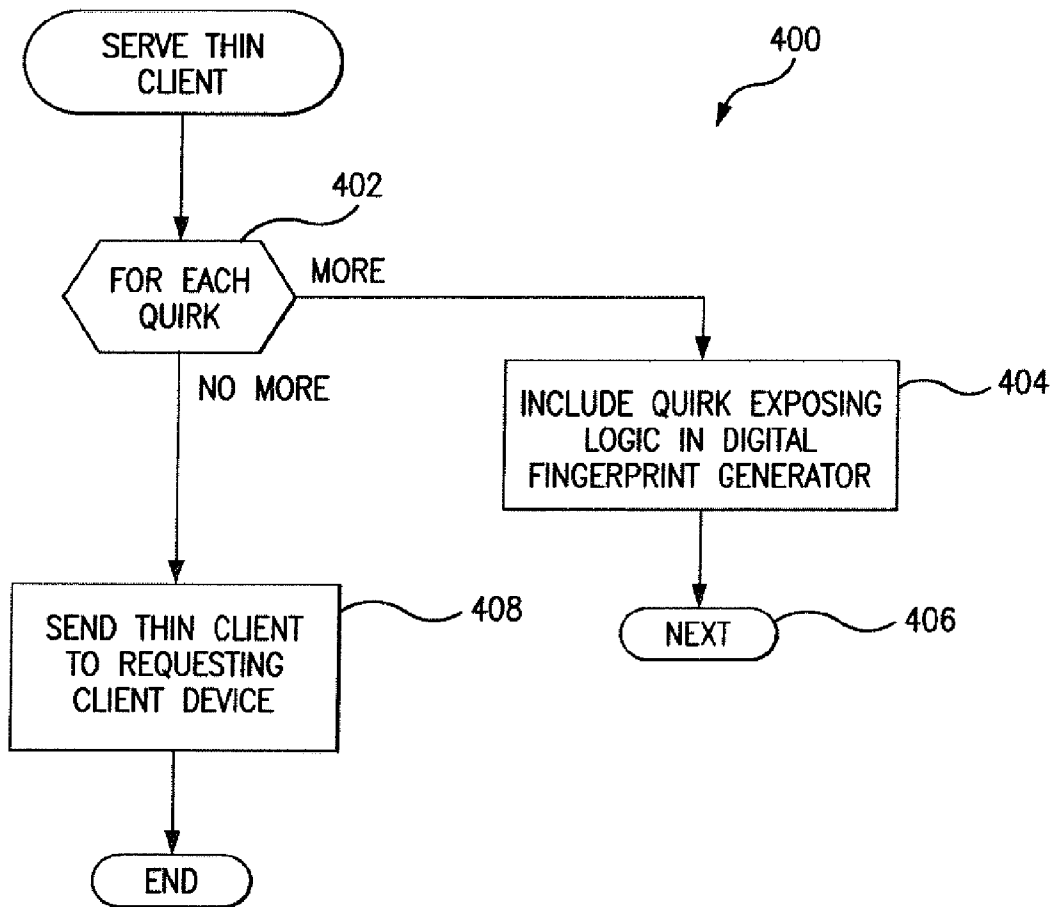 SERVE THIN
CLIENT
400
402
FOR EACH
QUIRK
MORE
NO MORE
INCLUDE QUIRK EXPOSING
LOGIC IN DIGITAL
FINGERPRINT GENERATOR
404
SEND THIN CLIENT
TO REQUESTING
CLIENT DEVICE
408
NEXT
406
END